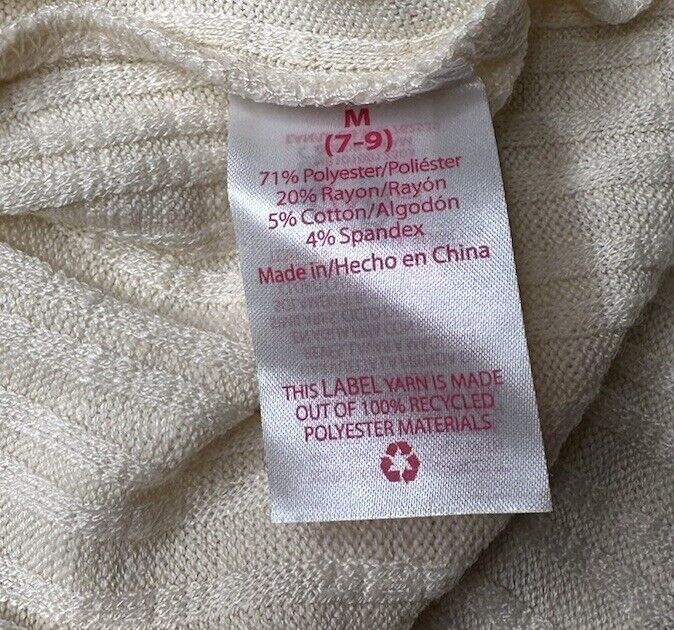 M
(7-9)
71% Polyester/Poliéster
20% Rayon/Rayón
5% Cotton/Algodón
4% Spandex
Made in/Hecho en China
THIS LABEL YARN IS MADE
OUT OF 100% RECYCLED
POLYESTER MATERIALS